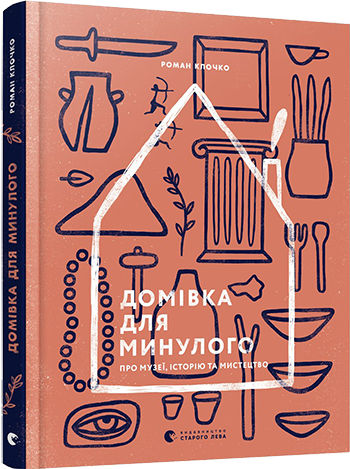 РОМАН КЛОЧКО
ДОМІВКА
ДЛЯ
МИНУЛОГО
ПРО МУЗЕЇ, ІСТОРІЮ ТА МИСТЕЦТВО
ВИДАВНИЦТВО
СТАРОГО ЛЕВА
РОМАН КЛОЧКО
ДОМІВКА ДЛЯ МИНУЛОГО